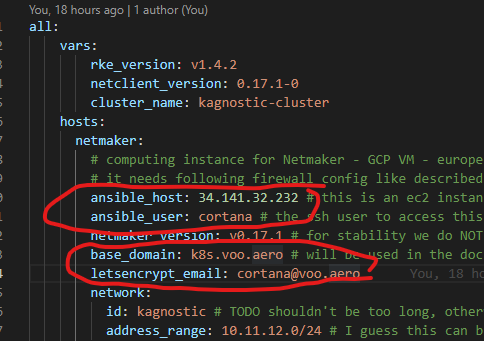 You, 18 hours ago | 1 author (You)
all:
vars:
rke_version: v1.4.2
netclient_version: 0.17.1-0
cluster_name: kagnostic-cluster
hosts:
netmaker:
# computing instance for Netmaker - GCP VM - europe
# it needs following firewall config like described
ansible_host: 34.141.32.232 # this is an ec2 instan
ansible_user: cortana # the ssh user to access this
netmaker_version: v0.17.1 # for stability we do NOT
base_domain: k8s.voo.aero # will be used in the doc
letsencrypt_email: cortana@voo.aero You, 18 h
network:
id: kagnostic # TODO shouldn't be too long, other
address_range: 10.11.12.0/24 # I guess this can b